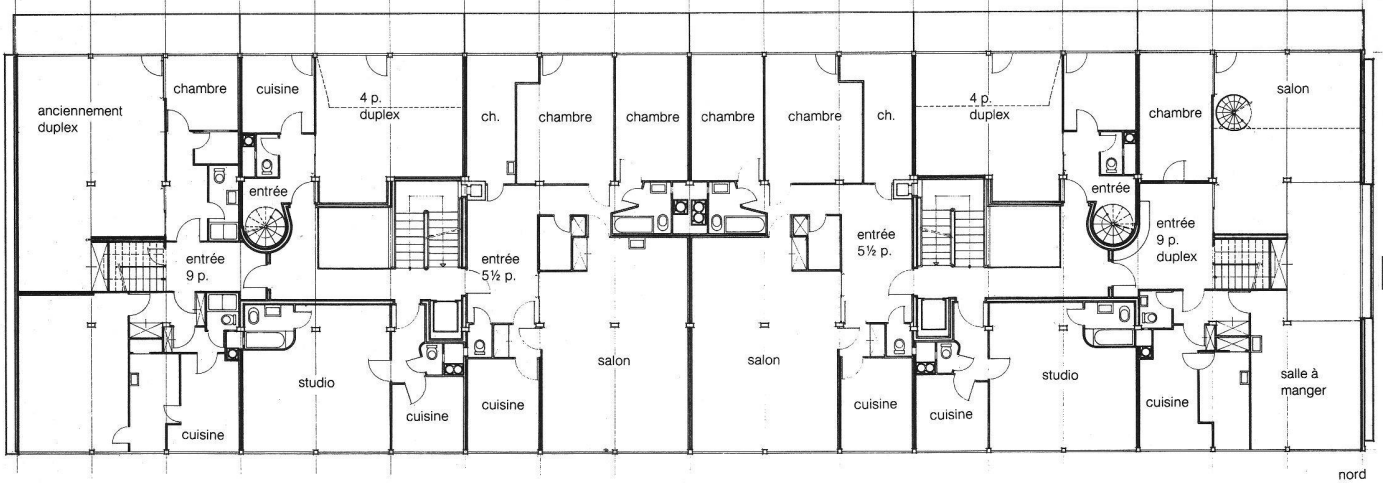 anciennement
duplex
chambre
cuisine
4 p.
duplex
ch.
chambre
chambre
chambre
chambre
ch.
4 p.
duplex
chambre
salon
entrée
entrée
entrée
9 p.
entrée
5½ p.
entrée
5½ p.
entrée
9 p.
duplex
studio
salon
salon
studio
salle à
manger
cuisine
cuisine
cuisine
cuisine
cuisine
cuisine
nord